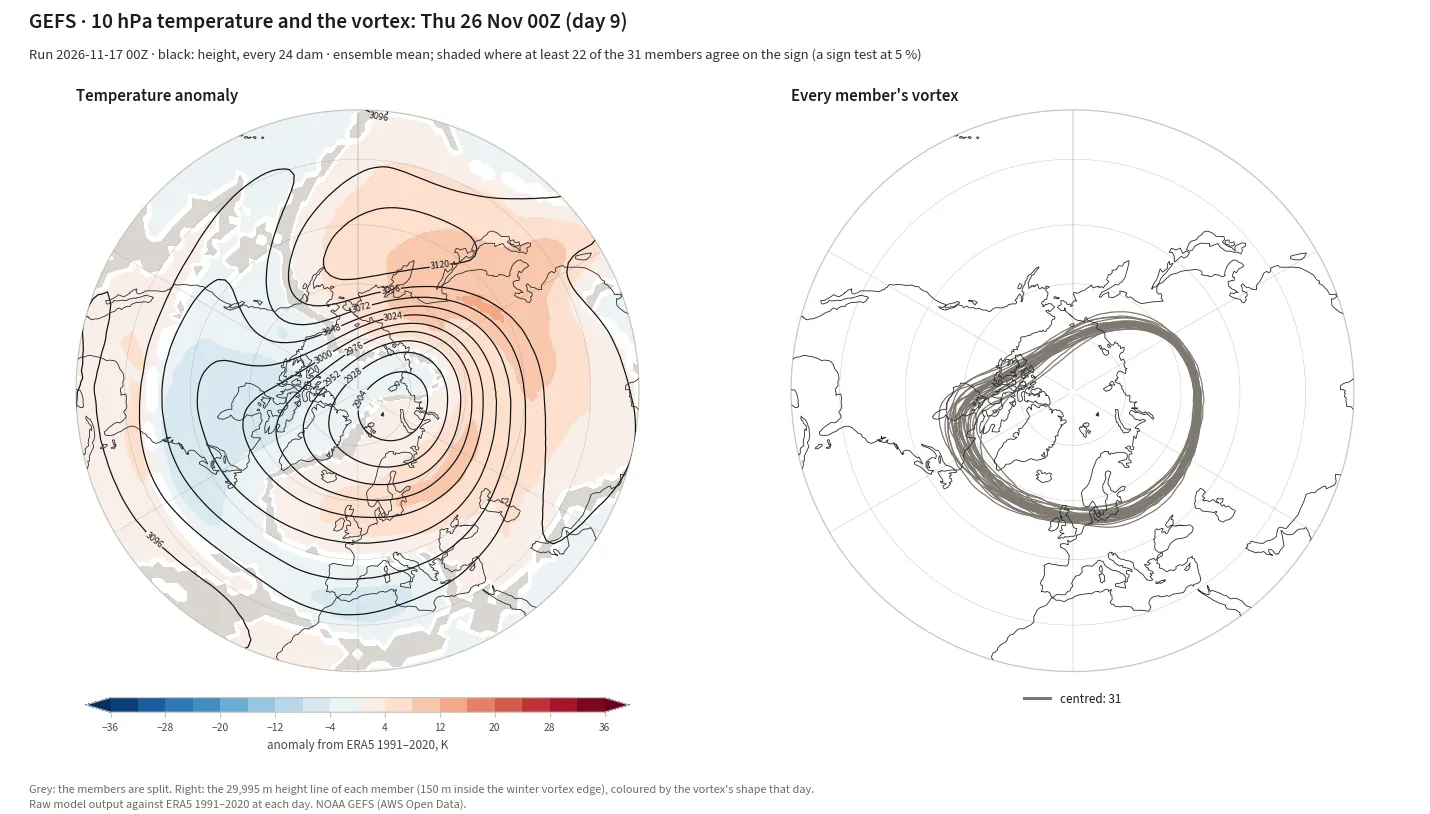 GEFS · 10 hPa temperature and the vortex: Thu 26 Nov 00Z (day 9)
Run 2026-11-17 00Z · black: height, every 24 dam · ensemble mean; shaded where at least 22 of the 31 members agree on the sign (a sign test at 5 %)
Temperature anomaly
Every member's vortex
3096
3120
3096
3072
3024
3048
2976
3000
2952
2928
2904
3096
−36 −28 −20 −12 −4 4 12 20 28 36
anomaly from ERA5 1991–2020, K
centred: 31
Grey: the members are split. Right: the 29,995 m height line of each member (150 m inside the winter vortex edge), coloured by the vortex's shape that day.
Raw model output against ERA5 1991–2020 at each day. NOAA GEFS (AWS Open Data).